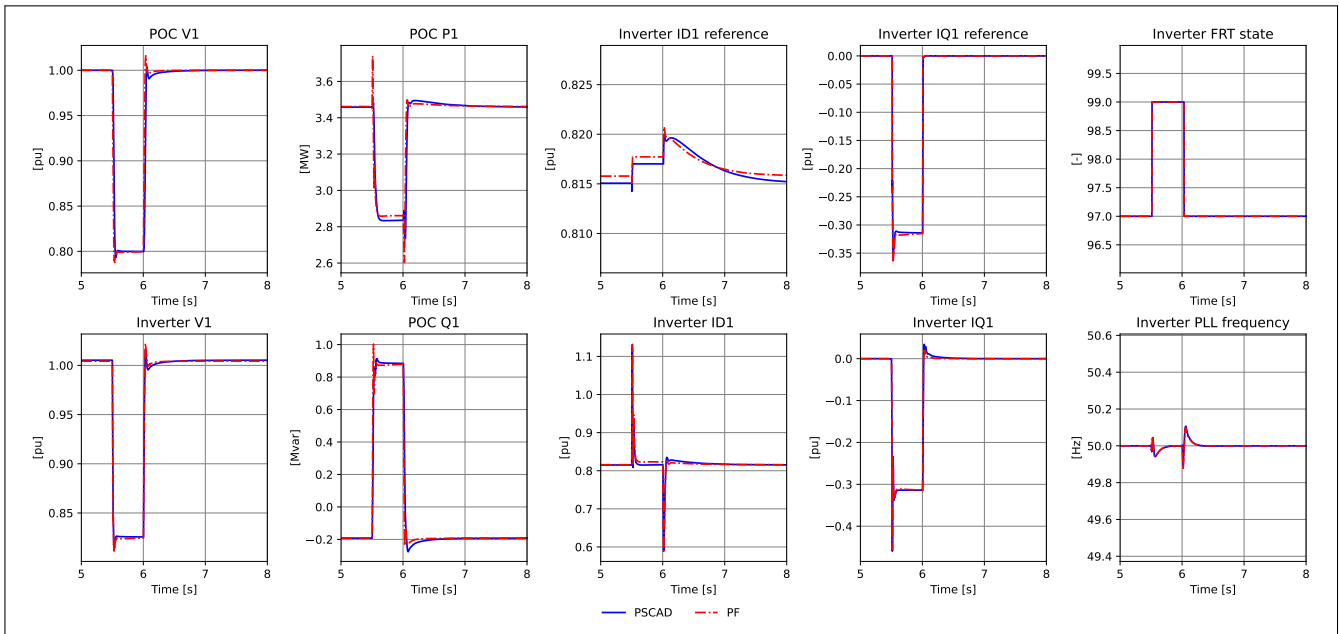 POC V1
POC P1
Inverter ID1 reference
Inverter IQ1 reference
Inverter FRT state
[pu]
1.00
0.95
0.90
0.85
0.80
5 6 7 8
Time [s]
[MW]
3.6
3.4
3.2
3.0
2.8
2.6
5 6 7 8
Time [s]
[pu]
0.825
0.820
0.815
0.810
5 6 7 8
Time [s]
[pu]
0.00
−0.05
−0.10
−0.15
−0.20
−0.25
−0.30
−0.35
5 6 7 8
Time [s]
[-]
99.5
99.0
98.5
98.0
97.5
97.0
96.5
5 6 7 8
Time [s]
Inverter V1
POC Q1
Inverter ID1
Inverter IQ1
Inverter PLL frequency
[pu]
1.00
0.95
0.90
0.85
5 6 7 8
Time [s]
[Mvar]
1.0
0.8
0.6
0.4
0.2
0.0
−0.2
5 6 7 8
Time [s]
[pu]
1.1
1.0
0.9
0.8
0.7
0.6
5 6 7 8
Time [s]
[pu]
0.0
−0.1
−0.2
−0.3
−0.4
5 6 7 8
Time [s]
[Hz]
50.6
50.4
50.2
50.0
49.8
49.6
49.4
5 6 7 8
Time [s]
PSCAD PF